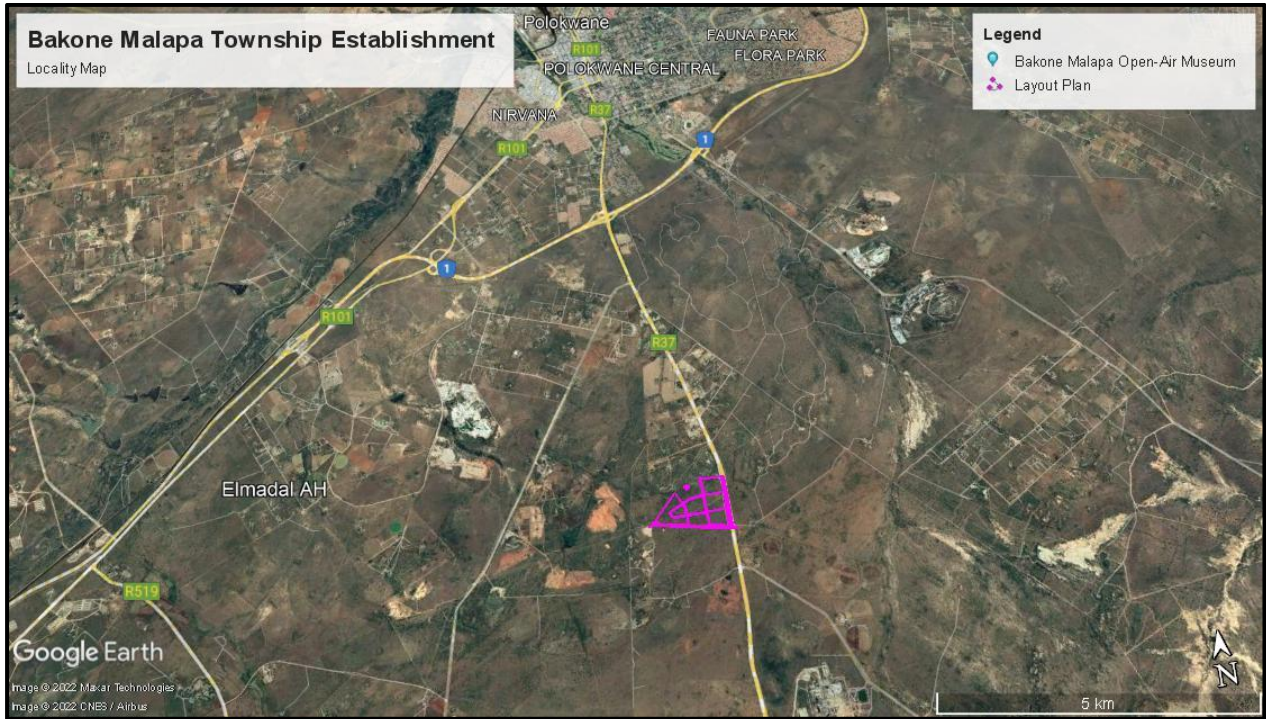 Bakone Malapa Township Establishment
Locality Map
Legend
Bakone Malapa Open-Air Museum
Layout Plan
Polokwane
R101
FAUNA PARK
FLORA PARK
POLOKWANE CENTRAL
NIRVANA
R37
R101
1
1
R101
R37
Elmadal AH
R519
Google Earth
Image © 2022 Maxar Technologies
Image © 2022 CNES / Airbus
N
5 km